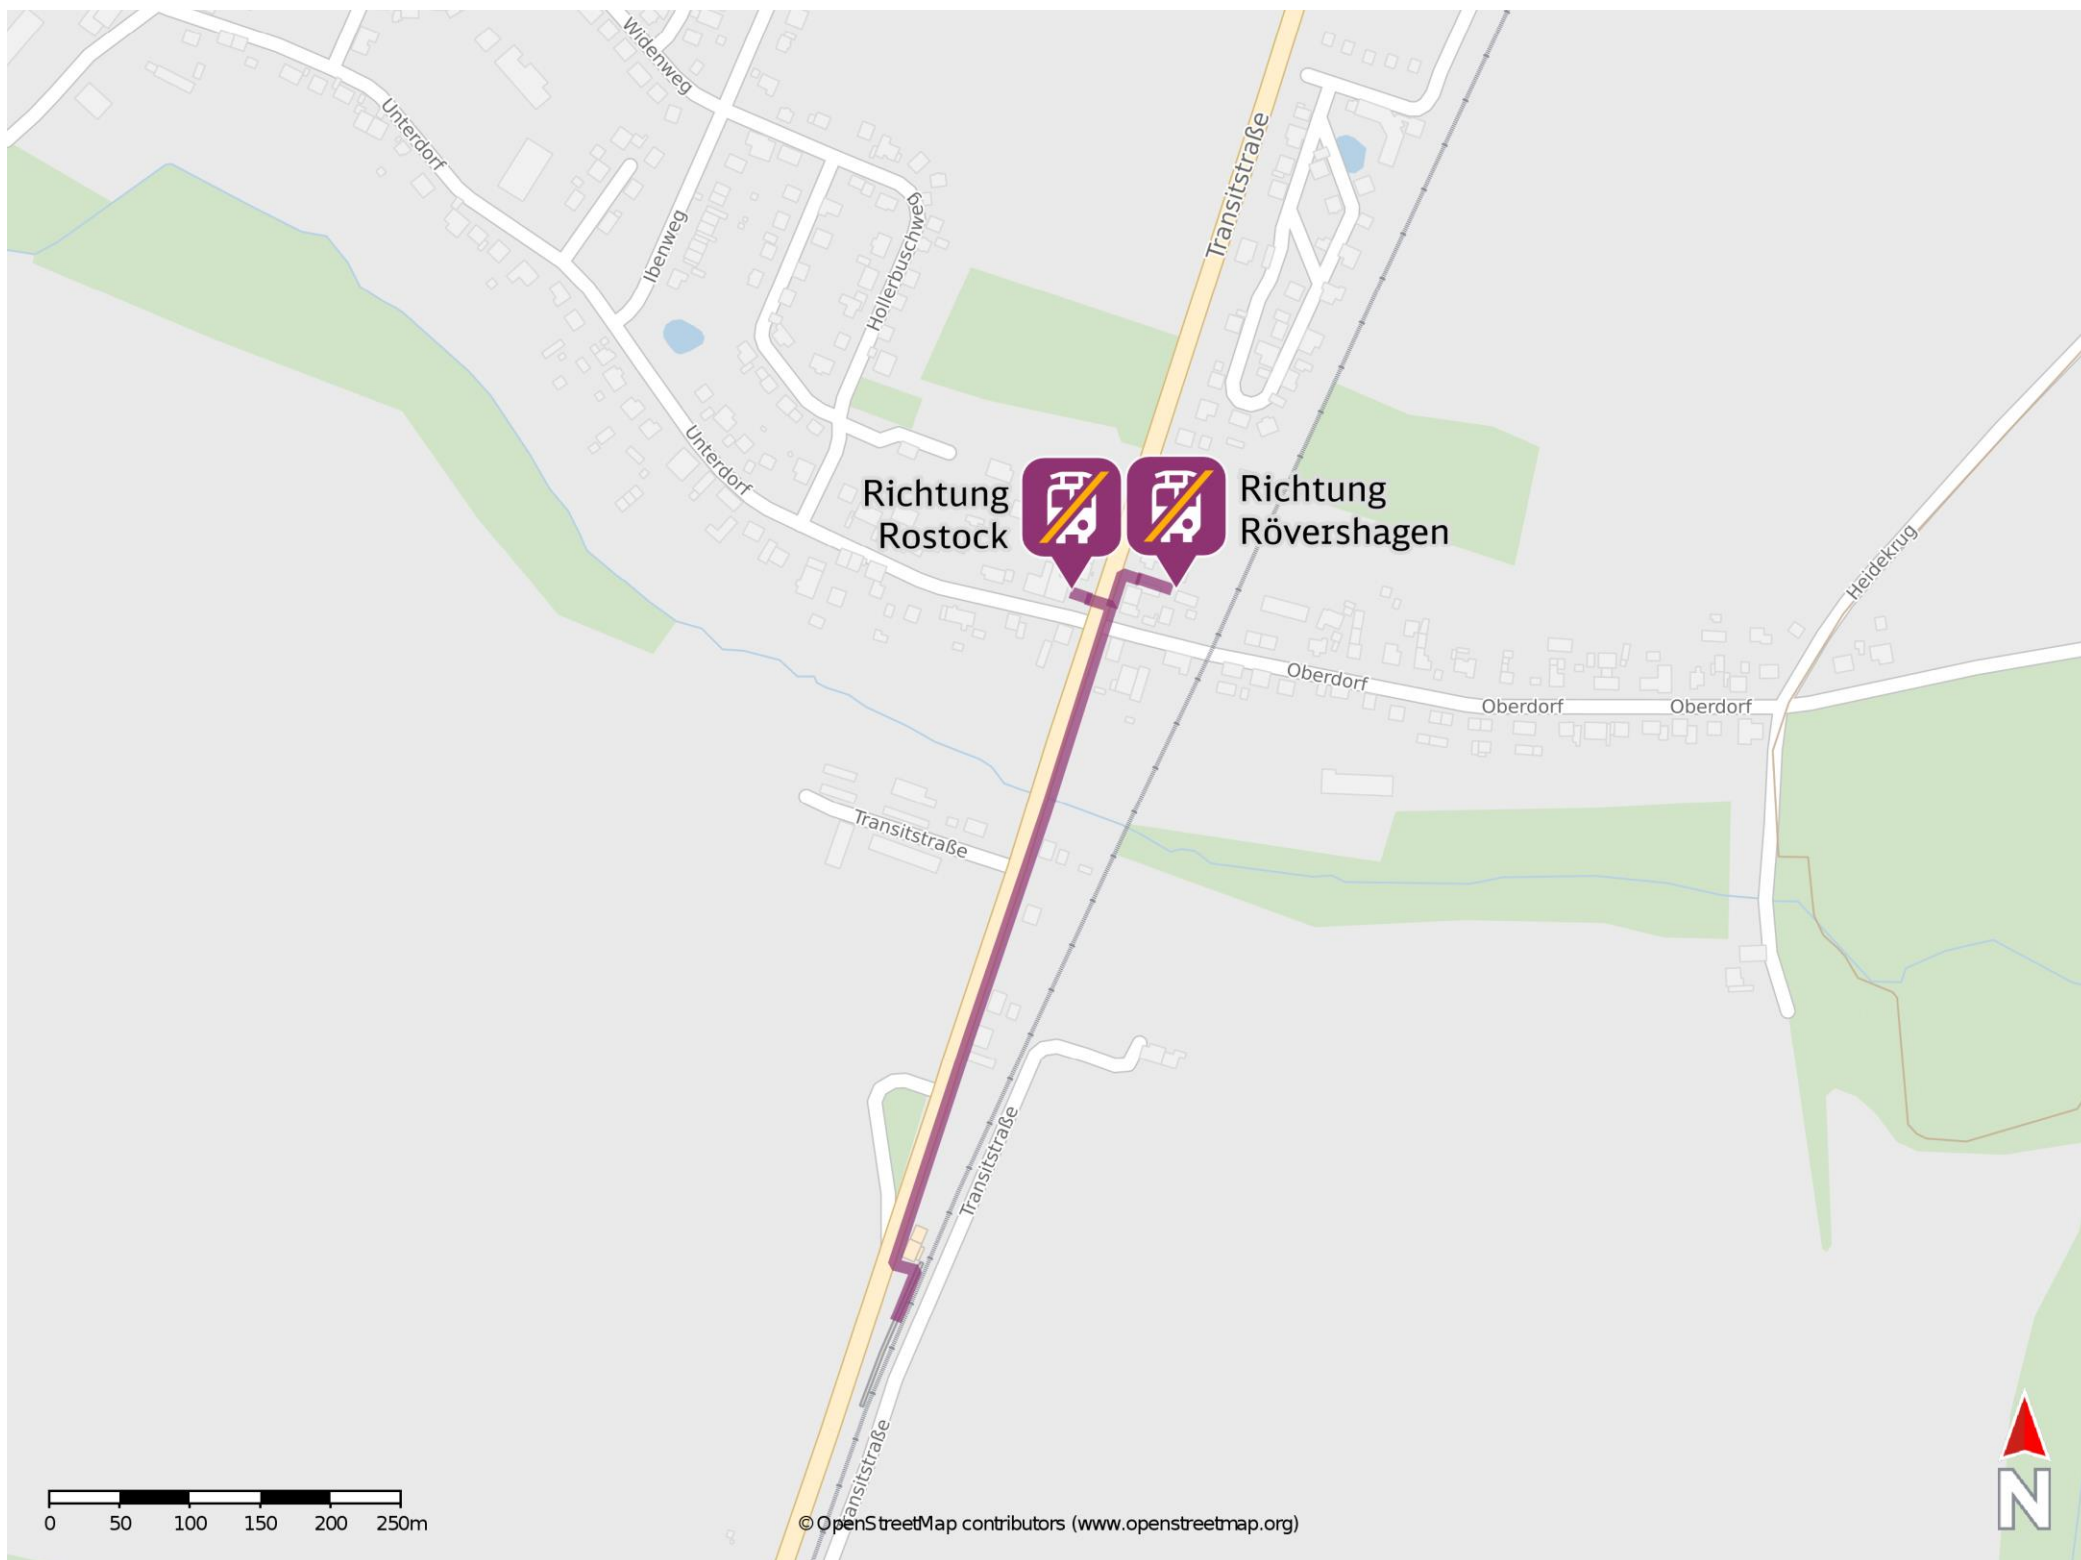 Widenweg
Unterdorf
Transitstraße
Ibenweg
Hollerbuschweg
Unterdorf
Richtung
Rostock
Richtung
Rövershagen
Heidekrug
Oberdorf
Oberdorf
Oberdorf
Transitstraße
Transitstraße
ansitstraße
0 50 100 150 200 250m
© OpenStreetMap contributors (www.openstreetmap.org)
N